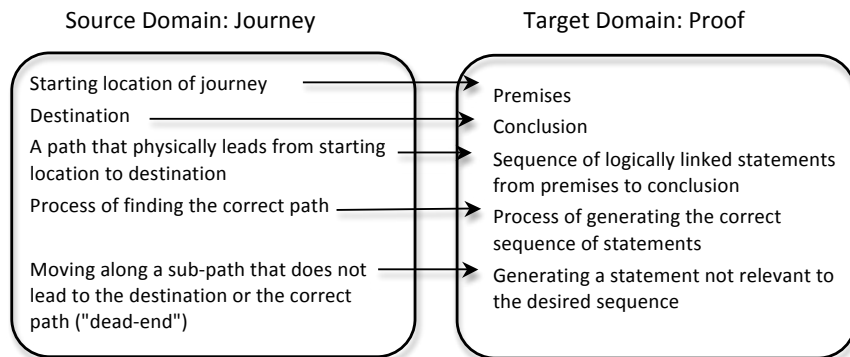 Source Domain: Journey
Target Domain: Proof
Starting location of journey
Destination
A path that physically leads from starting
location to destination
Process of finding the correct path
Moving along a sub-path that does not
lead to the destination or the correct
path ("dead-end")
Premises
Conclusion
Sequence of logically linked statements
from premises to conclusion
Process of generating the correct
sequence of statements
Generating a statement not relevant to
the desired sequence